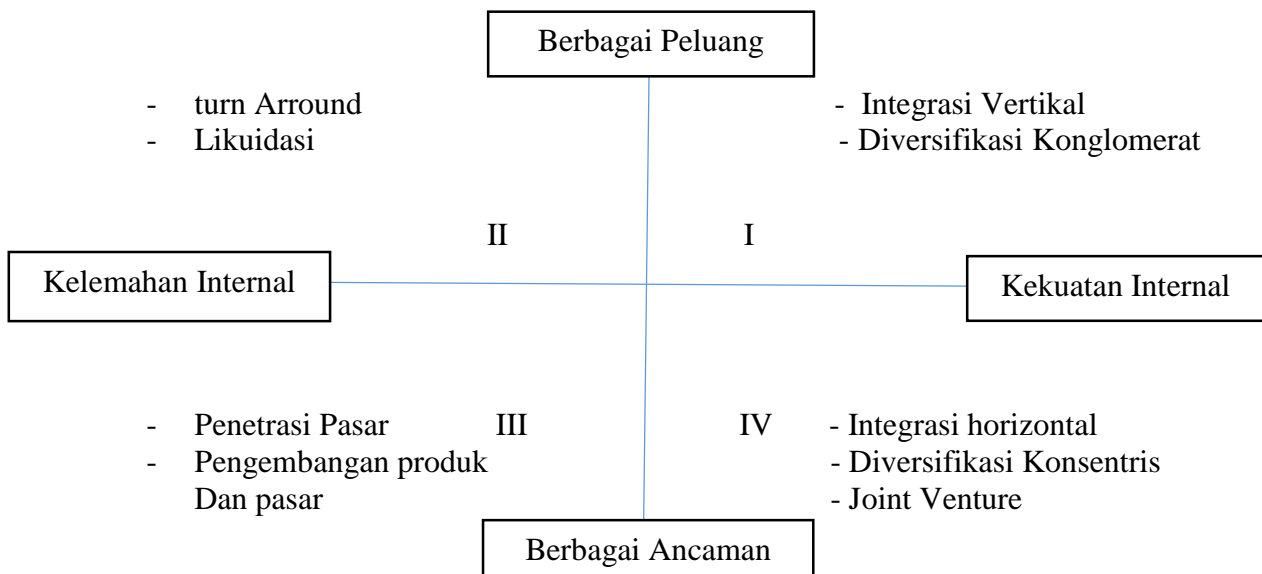 Berbagai Peluang
- turn Arround
- Likuidasi
- Integrasi Vertikal
- Diversifikasi Konglomerat
II
I
Kelemahan Internal
Kekuatan Internal
- Penetrasi Pasar
- Pengembangan produk
Dan pasar
III
IV
- Integrasi horizontal
- Diversifikasi Konsentris
- Joint Venture
Berbagai Ancaman